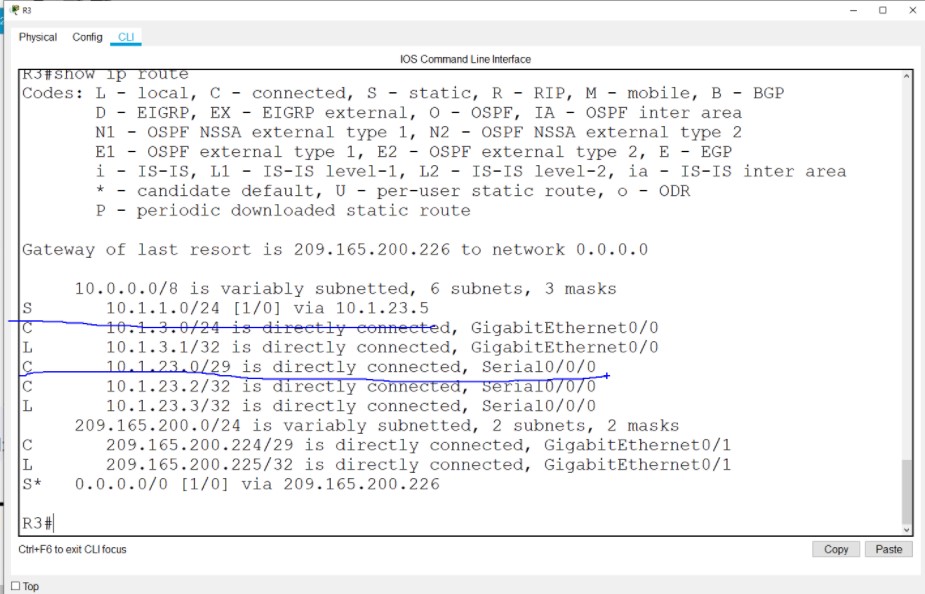 R3
Physical Config CLI
IOS Command Line Interface
R3#show ip route
Codes: L - local, C - connected, S - static, R - RIP, M - mobile, B - BGP
D - EIGRP, EX - EIGRP external, O - OSPF, IA - OSPF inter area
N1 - OSPF NSSA external type 1, N2 - OSPF NSSA external type 2
E1 - OSPF external type 1, E2 - OSPF external type 2, E - EGP
i - IS-IS, L1 - IS-IS level-1, L2 - IS-IS level-2, ia - IS-IS inter area
* - candidate default, U - per-user static route, o - ODR
P - periodic downloaded static route
Gateway of last resort is 209.165.200.226 to network 0.0.0.0
10.0.0.0/8 is variably subnetted, 6 subnets, 3 masks
S 10.1.1.0/24 [1/0] via 10.1.23.5
C 10.1.3.0/24 is directly connected, GigabitEthernet0/0
L 10.1.3.1/32 is directly connected, GigabitEthernet0/0
C 10.1.23.0/29 is directly connected, Serial0/0/0
C 10.1.23.2/32 is directly connected, Serial0/0/0
L 10.1.23.3/32 is directly connected, Serial0/0/0
209.165.200.0/24 is variably subnetted, 2 subnets, 2 masks
C 209.165.200.224/29 is directly connected, GigabitEthernet0/1
L 209.165.200.225/32 is directly connected, GigabitEthernet0/1
S* 0.0.0.0/0 [1/0] via 209.165.200.226
R3#
Ctrl+F6 to exit CLI focus
Copy Paste
Top